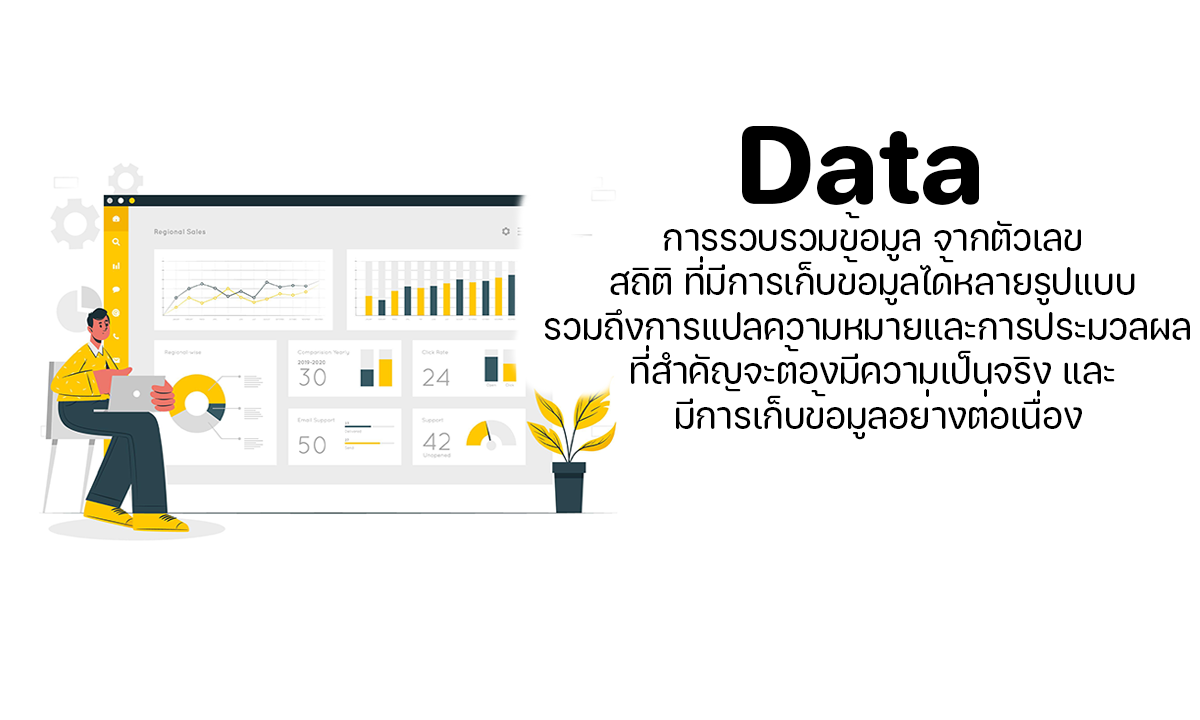 Data
การรวบรวมข้อมูล จากตัวเลข
สถิติ ที่มีการเก็บข้อมูลได้หลายรูปแบบ
รวมถึงการแปลความหมายและการประมวลผล
ที่สำคัญจะต้องมีความเป็นจริง และ
มีการเก็บข้อมูลอย่างต่อเนื่อง
Regional Sales
Regional-wise
Comparision Yearly
2019-2020
30
Click Rate
24
Email Support
50
Support
42
Unopened